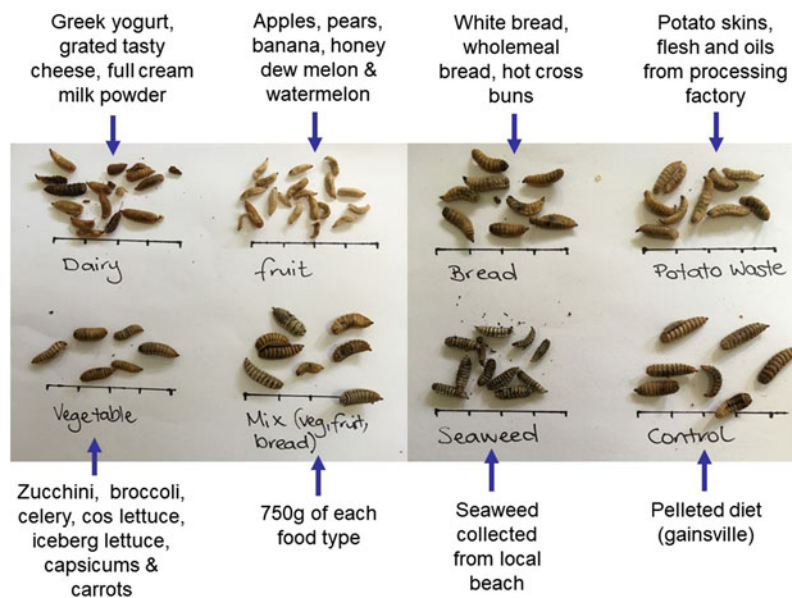 Greek yogurt,
grated tasty
cheese, full cream
milk powder
Apples, pears,
banana, honey
dew melon &
watermelon
White bread,
wholemeal
bread, hot cross
buns
Potato skins,
flesh and oils
from processing
factory
Dairy
fruit
Bread
Potato Waste
Vegetable
Mix (veg, fruit,
bread)
Seaweed
Control
Zucchini, broccoli,
celery, cos lettuce,
iceberg lettuce,
capsicums &
carrots
750g of each
food type
Seaweed
collected
from local
beach
Pelleted diet
(gainsville)